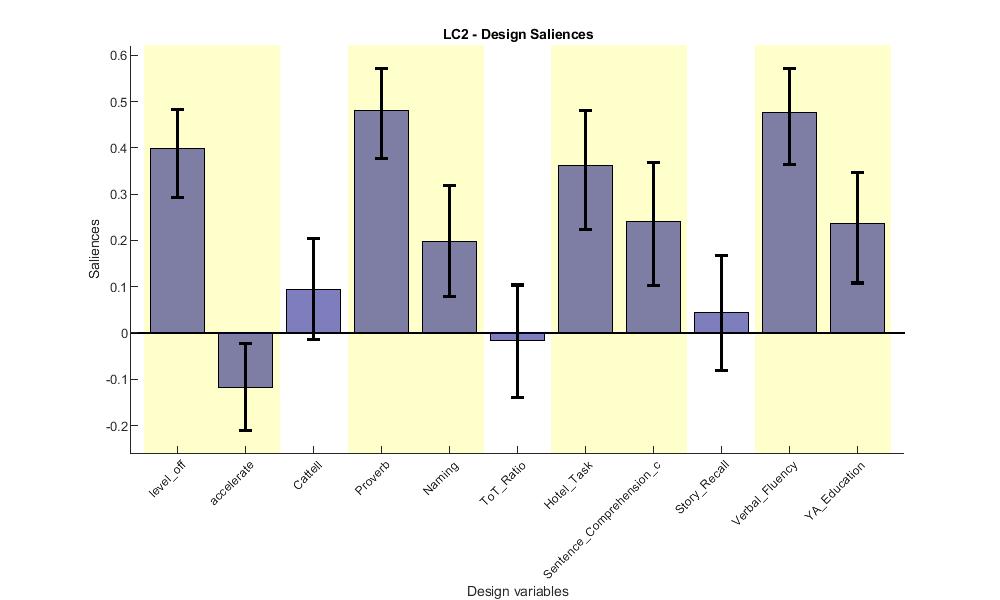 LC2 - Design Saliences
Saliences
0.6
0.5
0.4
0.3
0.2
0.1
0
-0.1
-0.2
level_off
accelerate
Cattell
Proverb
Naming
ToT_Ratio
Hotel_Task
Sentence_Comprehension_c
Story_Recall
Verbal_Fluency
YA_Education
Design variables